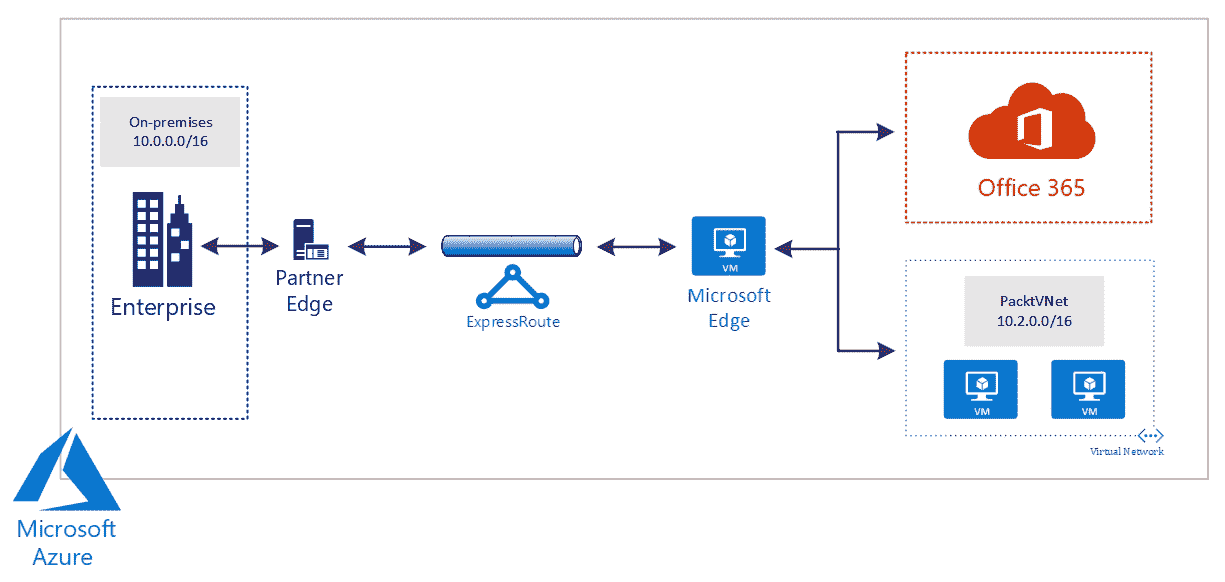 On-premises
10.0.0.0/16
Enterprise
Partner
Edge
ExpressRoute
VM
Microsoft
Edge
Office 365
PacktVNet
10.2.0.0/16
VM
VM
Virtual Network
Microsoft
Azure